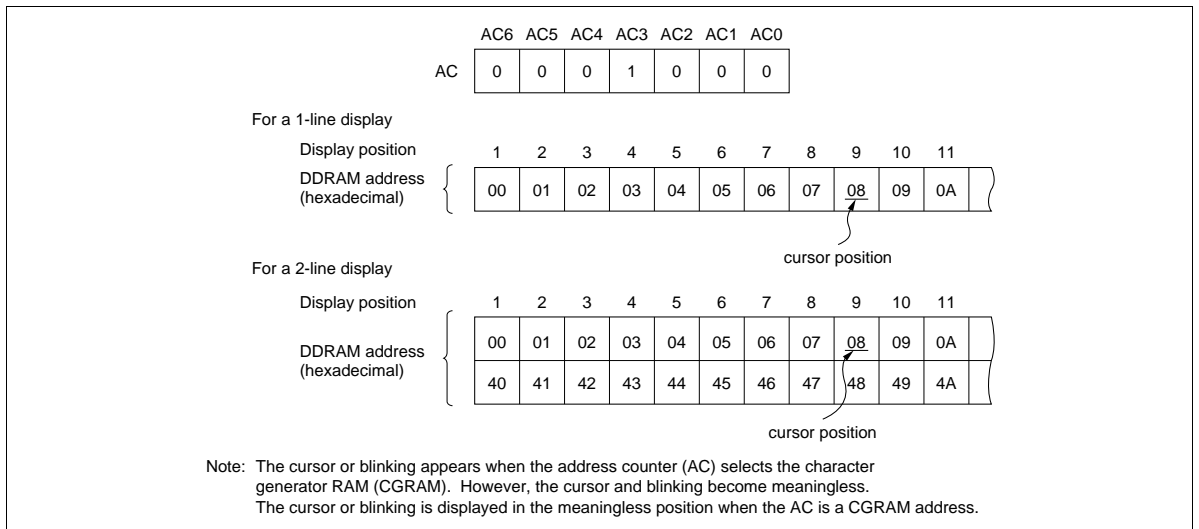 AC6 AC5 AC4 AC3 AC2 AC1 AC0
AC 0 0 0 1 0 0 0
For a 1-line display
Display position 1 2 3 4 5 6 7 8 9 10 11
DDRAM address
(hexadecimal)
00 01 02 03 04 05 06 07 08 09 0A
cursor position
For a 2-line display
Display position 1 2 3 4 5 6 7 8 9 10 11
DDRAM address
(hexadecimal)
00 01 02 03 04 05 06 07 08 09 0A
40 41 42 43 44 45 46 47 48 49 4A
cursor position
Note: The cursor or blinking appears when the address counter (AC) selects the character
generator RAM (CGRAM). However, the cursor and blinking become meaningless.
The cursor or blinking is displayed in the meaningless position when the AC is a CGRAM address.